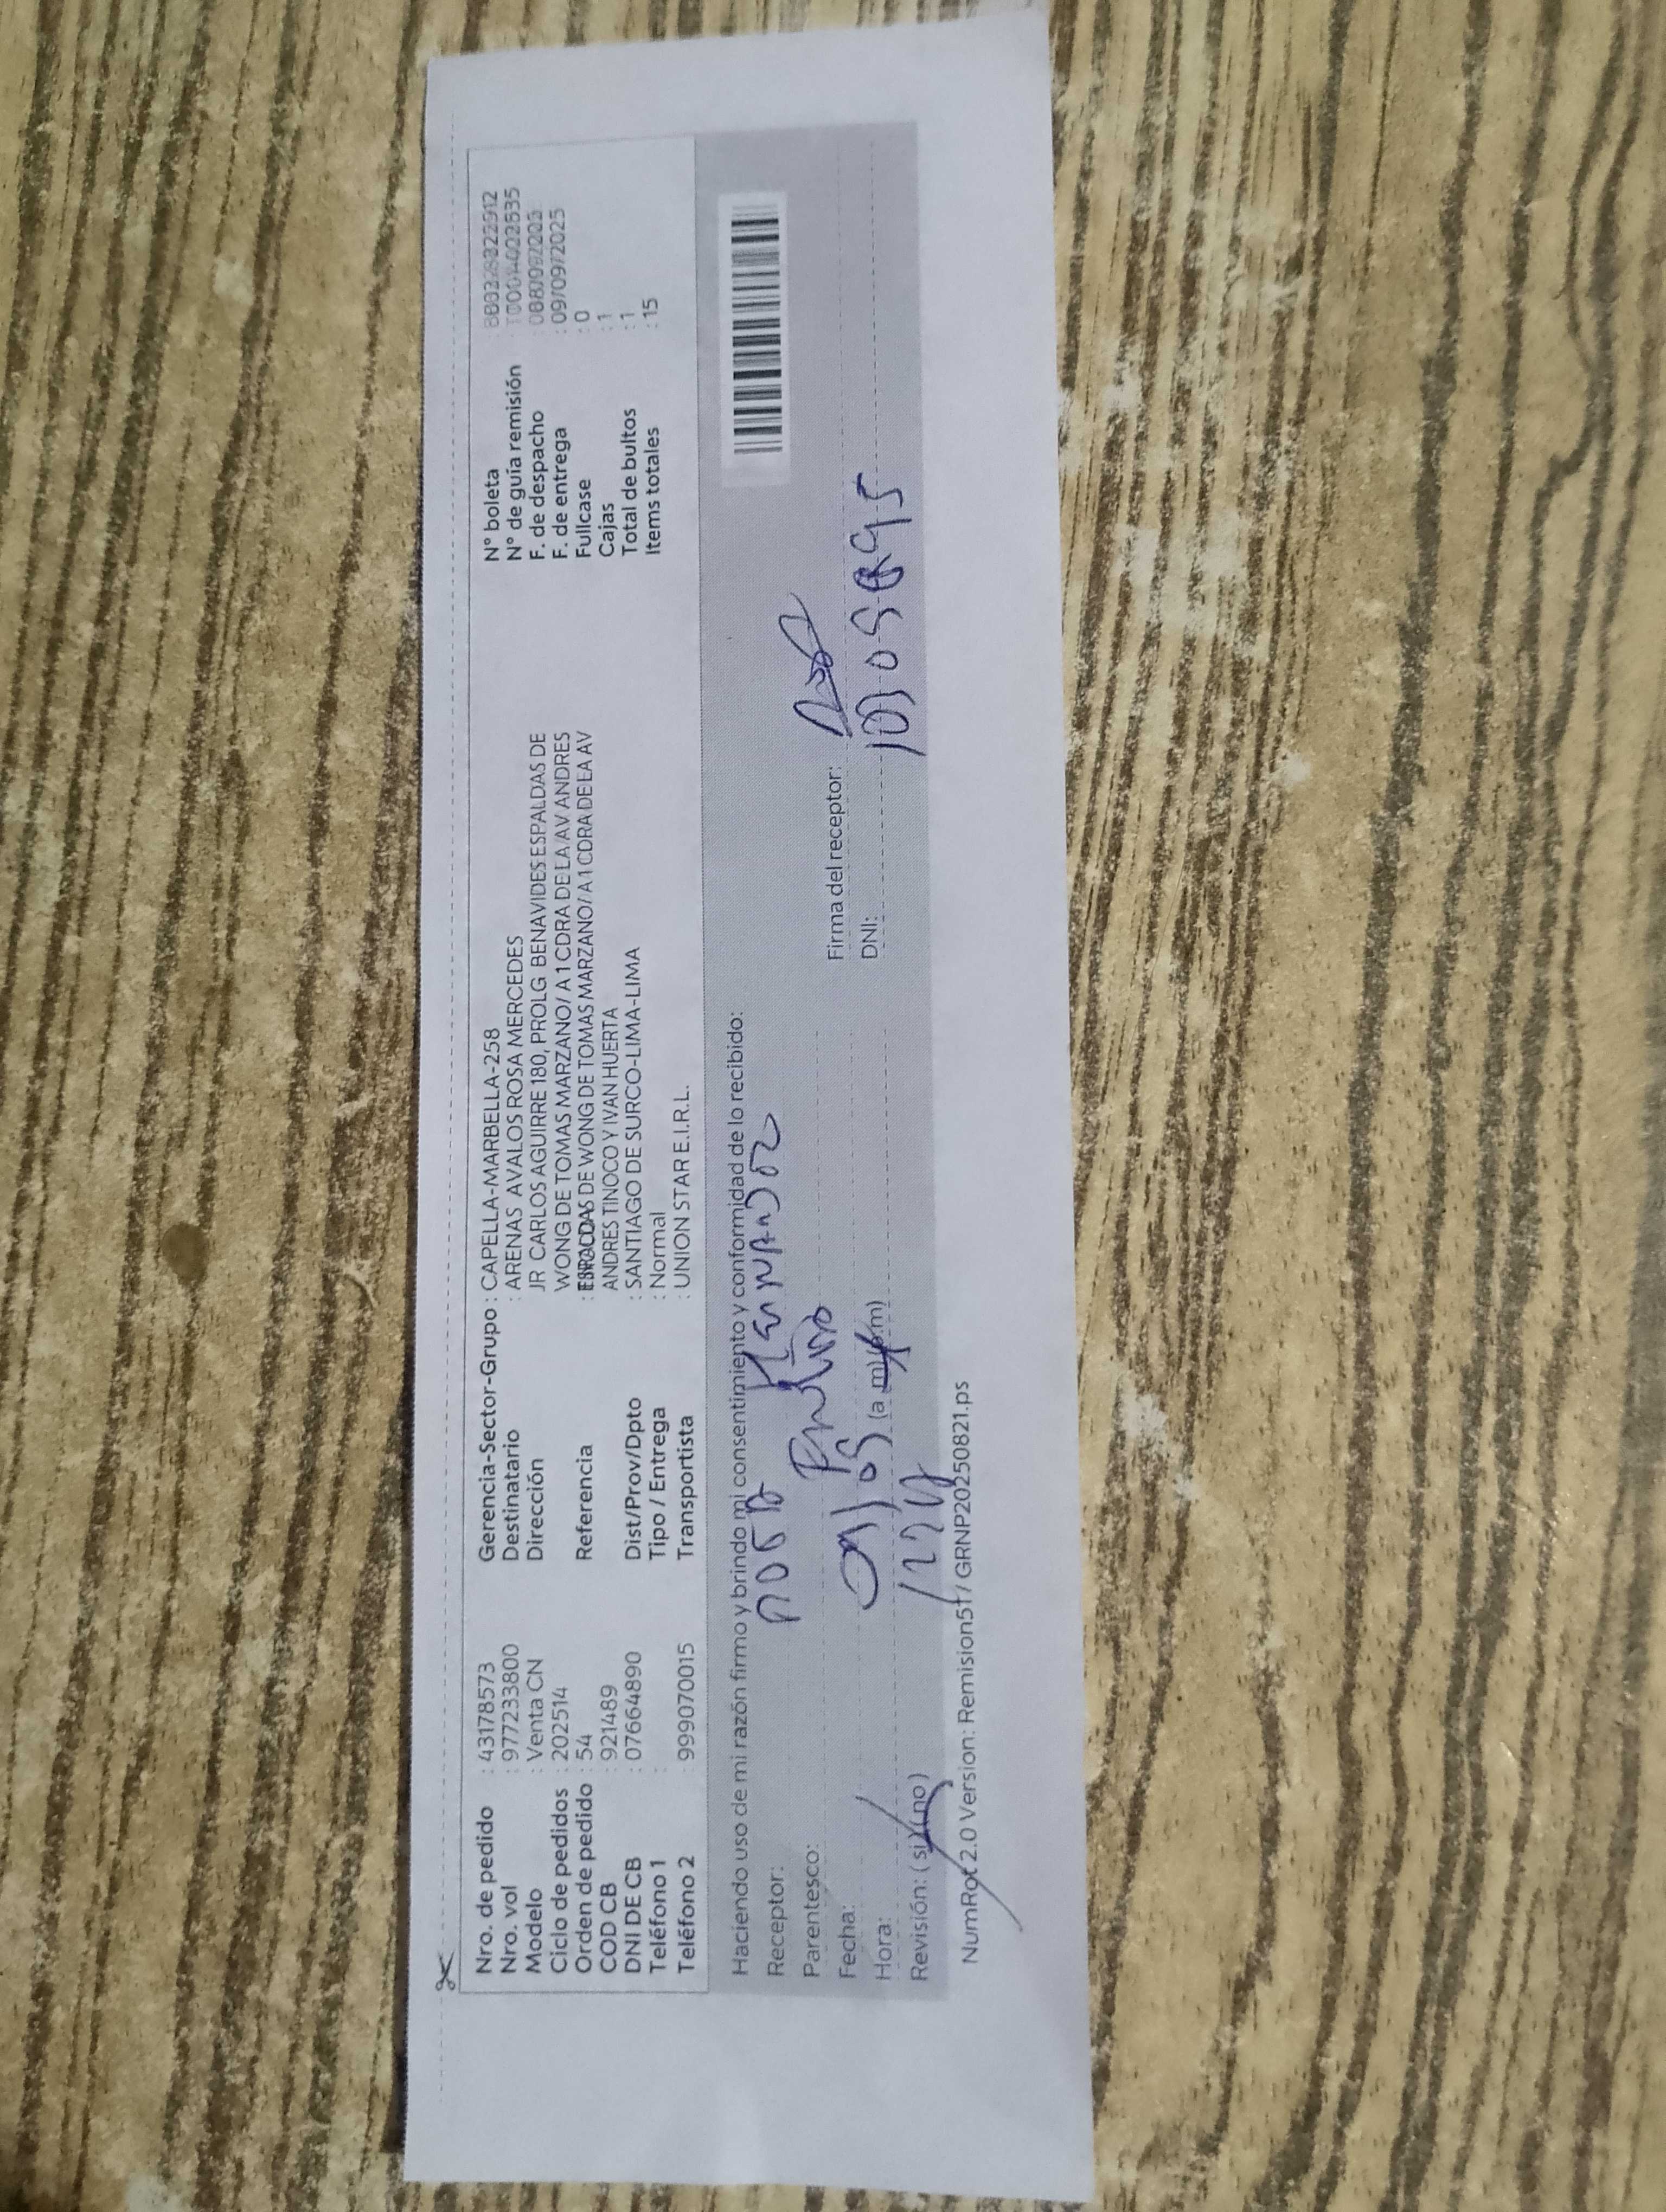 Nro. de pedido : 43178573
Nro. vol : 977233800
Modelo : Venta CN
Ciclo de pedidos : 202514
Orden de pedido : 54
COD CB : 921489
DNI DE CB : 07664890
Teléfono 1 :
Teléfono 2 : 999070015
Gerencia-Sector-Grupo : CAPELLA-MARBELLA-258
Destinatario : ARENAS AVALOS ROSA MERCEDES
Dirección JR CARLOS AGUIRRE 180, PROLG BENAVIDES ESPALDAS DE
WONG DE TOMAS MARZANO/ A 1 CDRA DE LA AV ANDRES
Referencia : ESPALDAS DE WONG DE TOMAS MARZANO/ A 1 CDRA DE LA AV
ANDRES TINOCO Y IVAN HUERTA
Dist/Prov/Dpto : SANTIAGO DE SURCO-LIMA-LIMA
Tipo / Entrega : Normal
Transportista : UNION STAR E.I.R.L.
N° boleta
N° de guía remisión
F. de despacho
F. de entrega : 09/09/2025
Fullcase : 0
Cajas : 1
Total de bultos : 1
Items totales : 15
Haciendo uso de mi razón firmo y brindo mi consentimiento y conformidad de lo recibido:
Receptor:
Parentesco:
Fecha: 09/09
Hora: (a.m/p.m)
Revisión: ( si / no )
Firma del receptor:
DNI:
NumRot 2.0 Version: Remision51 / GRNP20250821.ps